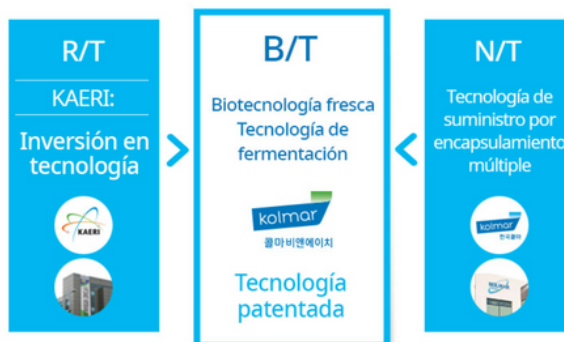 R/T
KAERI:
Inversión en
tecnología
KAERI
B/T
Biotecnología fresca
Tecnología de
fermentación
kolmar
콜마비앤에이치
Tecnología
patentada
N/T
Tecnología de
suministro por
encapsulamiento
múltiple
kolmar
한국콜마
KOLMAR